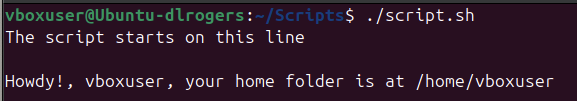 vboxuser@Ubuntu-dlrogers:~/Scripts$ ./script.sh
The script starts on this line
Howdy!, vboxuser, your home folder is at /home/vboxuser